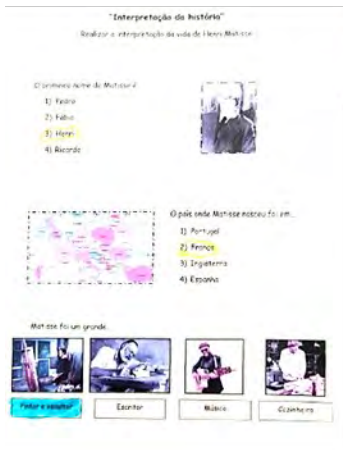 "Interpretação da história"
Realizar a interpretação da vida de Henri Matisse
O primeiro nome de Matisse é
1) Pedro
2) Fábio
3) Henri
4) Ricardo
O país onde Matisse nasceu foi em...
1) Portugal
2) França
3) Inglaterra
4) Espanha
Matisse foi um grande
Pintor e escultor
Escritor
Músico
Cozinheiro